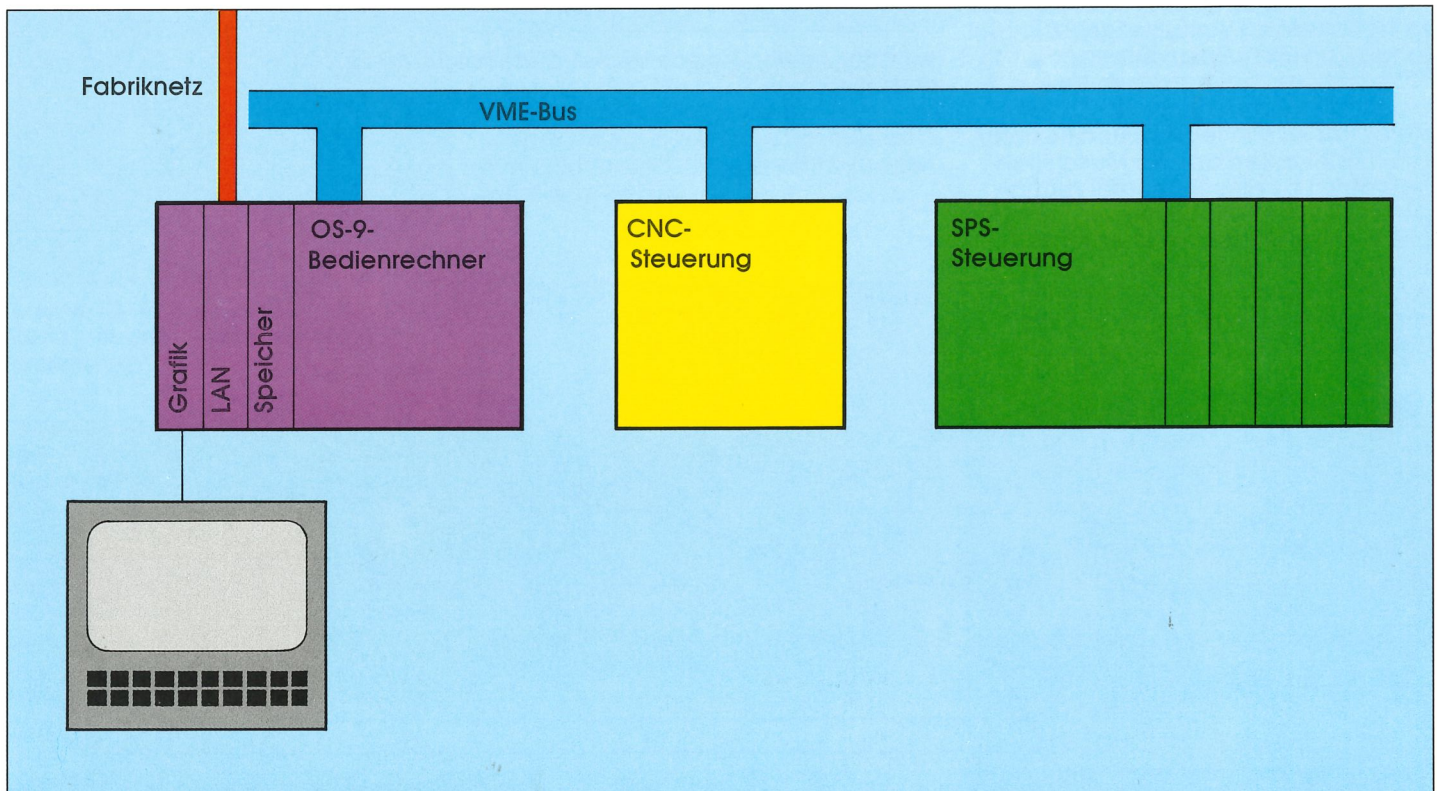 Fabriknetz
VME-Bus
OS-9-
Bedienrechner
Grafik
LAN
Speicher
CNC-
Steuerung
SPS-
Steuerung